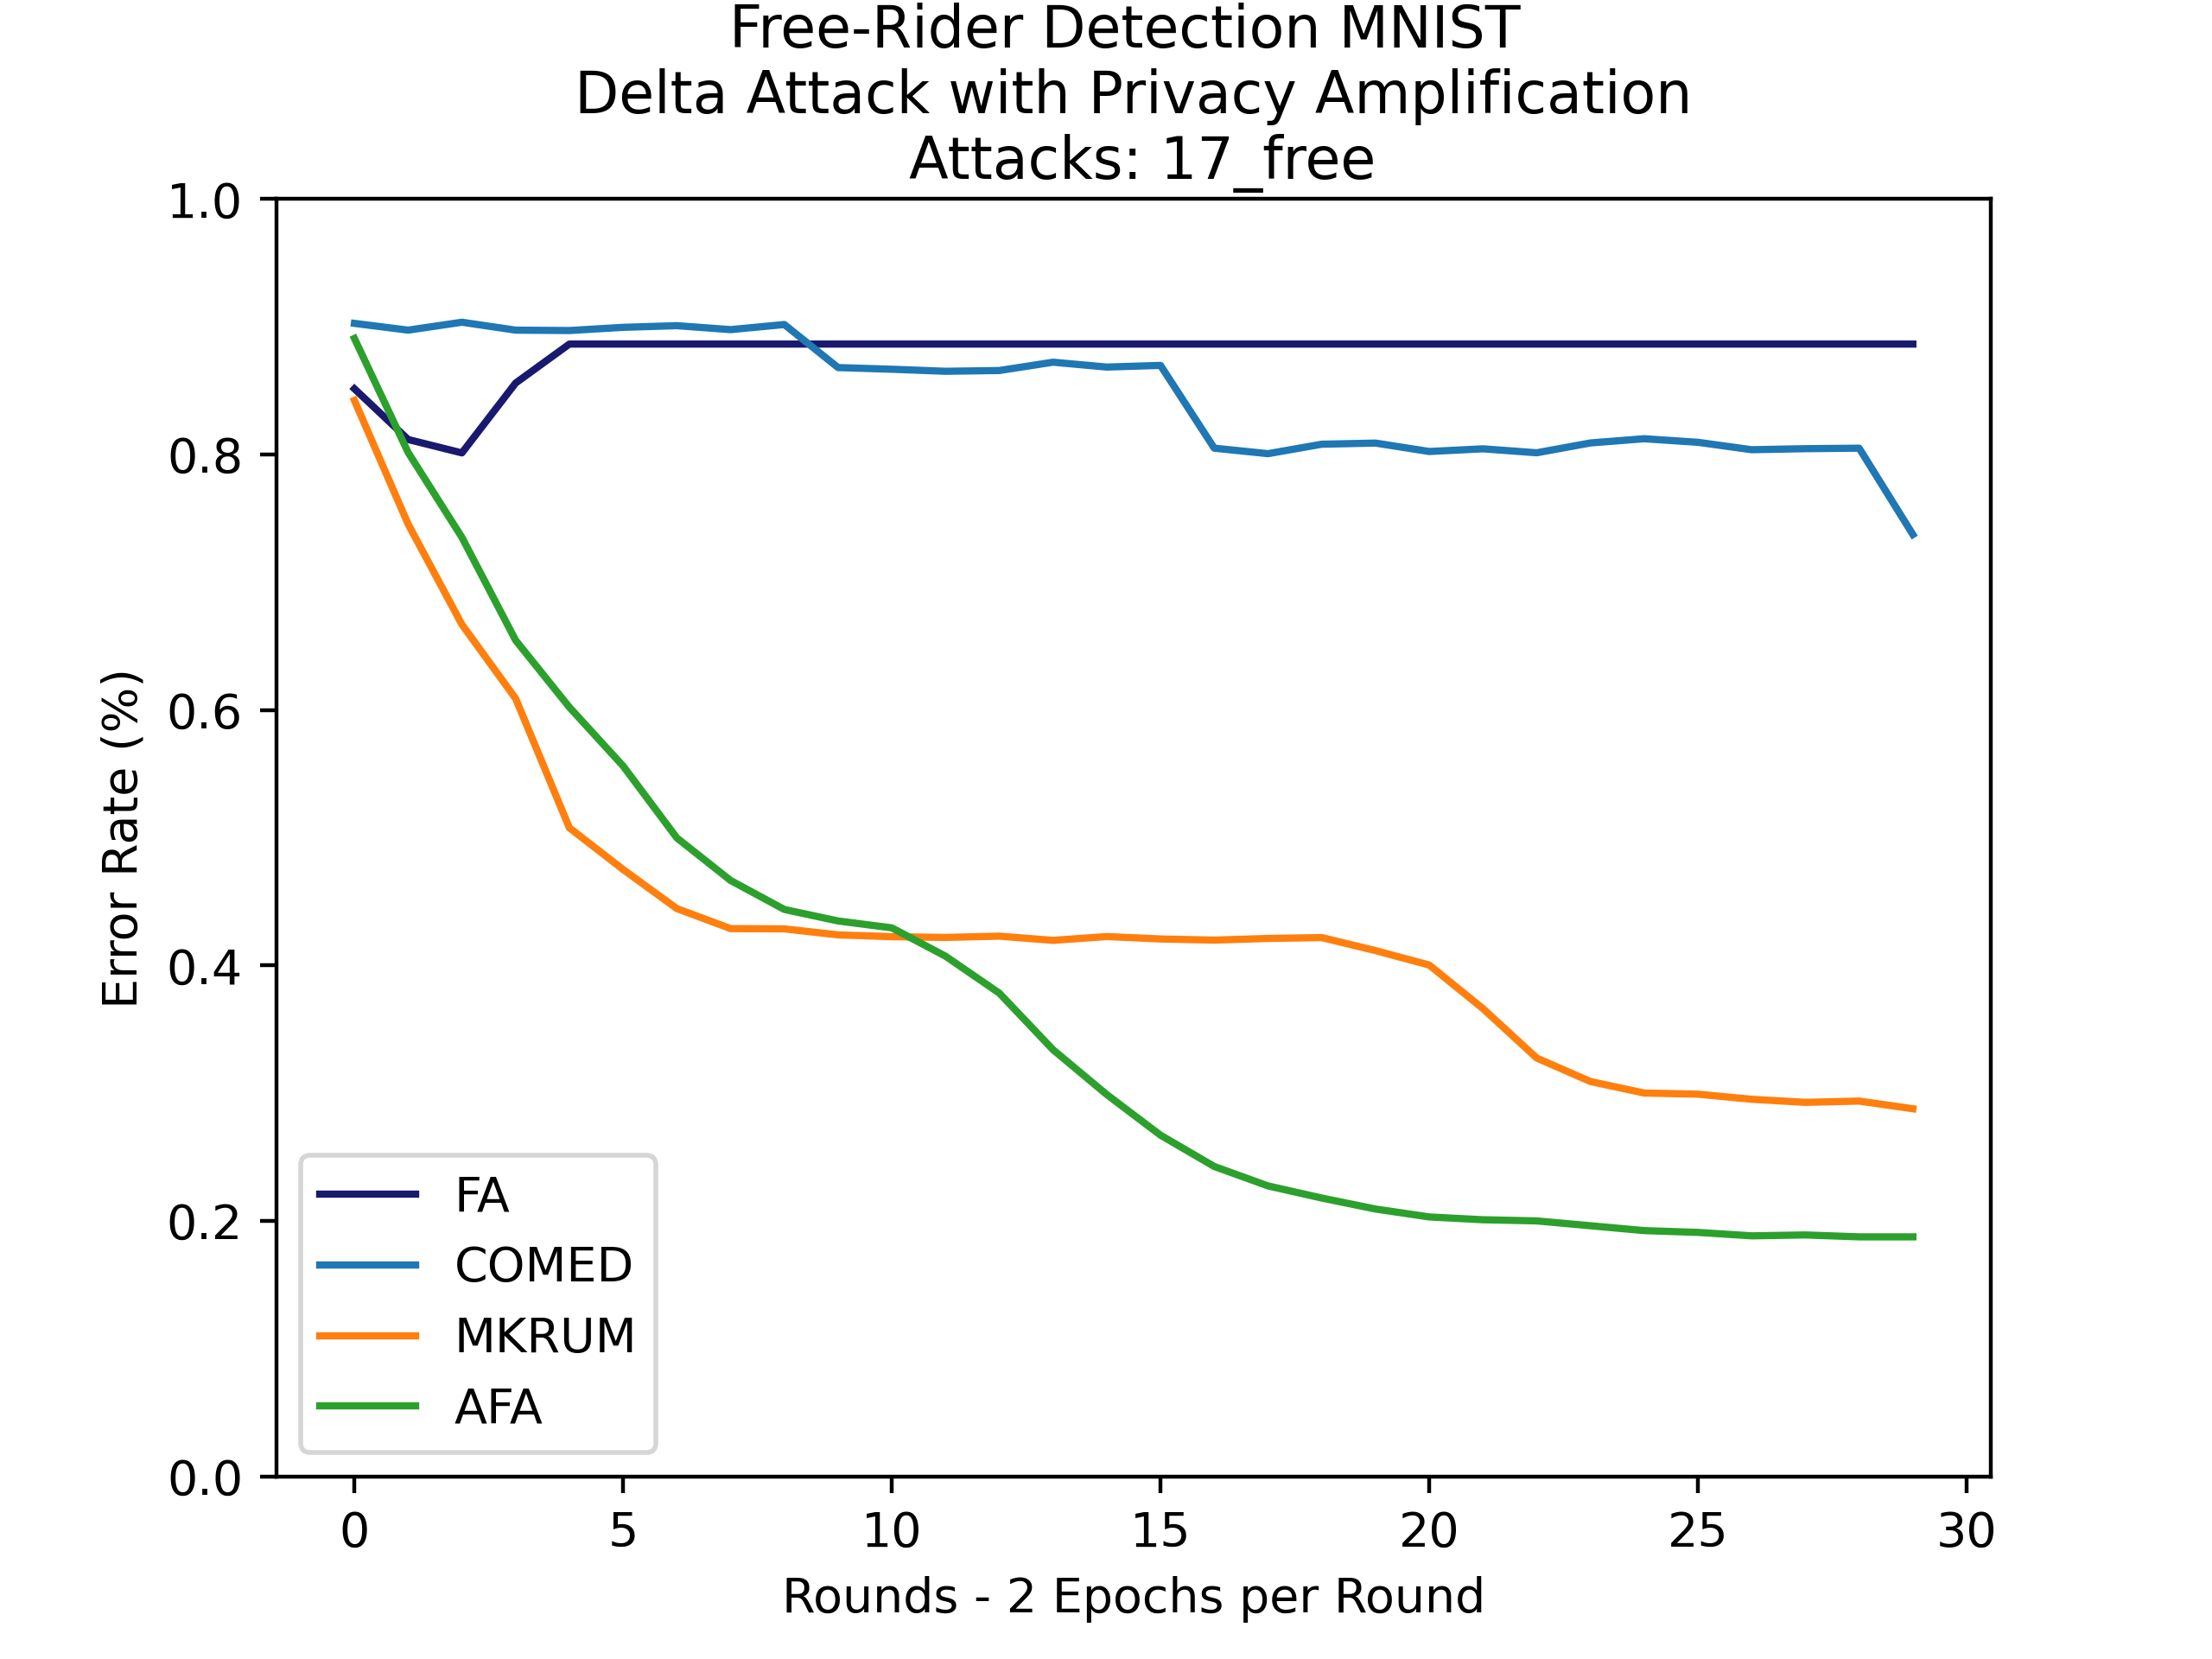 Free-Rider Detection MNIST
Delta Attack with Privacy Amplification
Attacks: 17_free
1.0
0.8
0.6
0.4
0.2
0.0
Error Rate (%)
FA
COMED
MKRUM
AFA
0 5 10 15 20 25 30
Rounds - 2 Epochs per Round